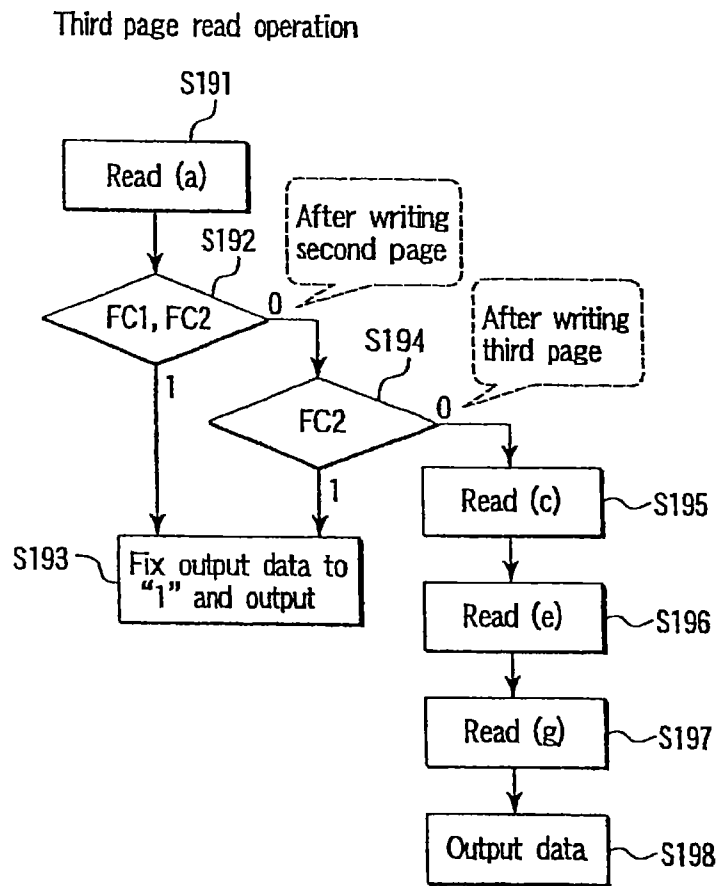 Third page read operation
S191
Read (a)
After writing
second page
S192
FC1, FC2
0
1
After writing
third page
S194
FC2
0
1
Read (c)
S195
S193
Fix output data to
“1” and output
Read (e)
S196
Read (g)
S197
Output data
S198